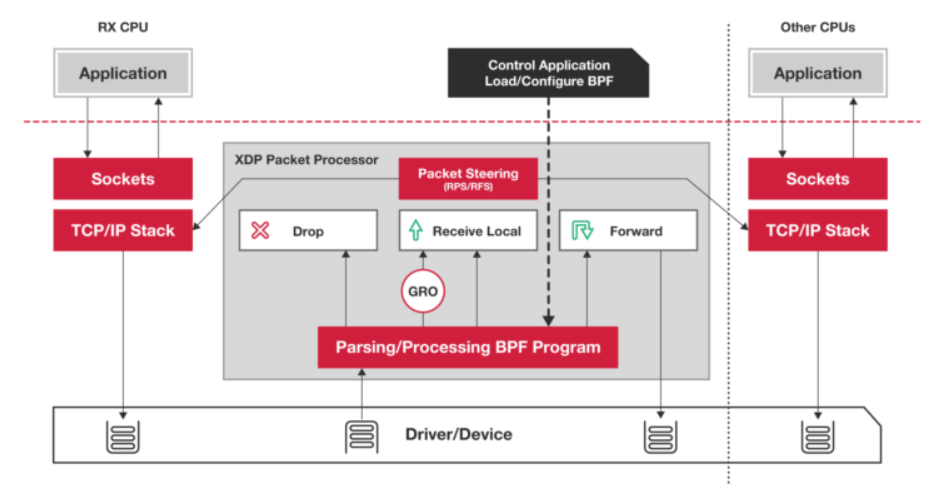 RX CPU
Other CPUs
Application
Control Application
Load/Configure BPF
Application
XDP Packet Processor
Sockets
Packet Steering
(RPS/RFS)
Sockets
TCP/IP Stack
Drop
Receive Local
Forward
TCP/IP Stack
GRO
Parsing/Processing BPF Program
Driver/Device